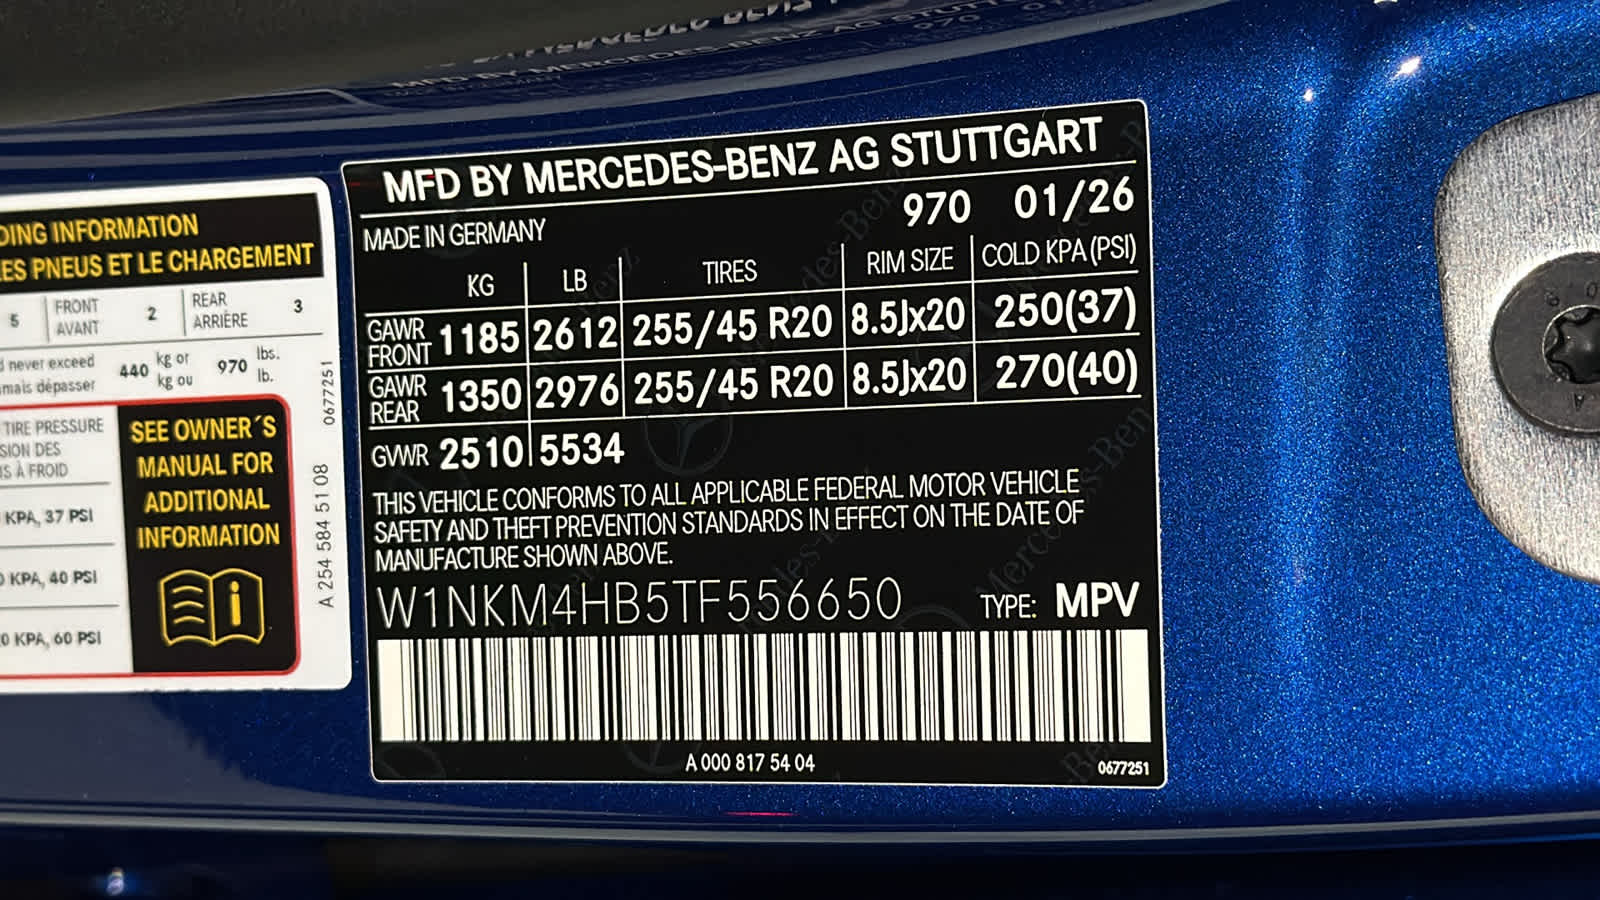 MFD BY MERCEDES-BENZ AG STUTTGART
970 01/26
MADE IN GERMANY
KG LB TIRES RIM SIZE COLD KPA (PSI)
GAWR FRONT 1185 2612 255/45 R20 8.5Jx20 250(37)
GAWR REAR 1350 2976 255/45 R20 8.5Jx20 270(40)
GVWR 2510 5534
THIS VEHICLE CONFORMS TO ALL APPLICABLE FEDERAL MOTOR VEHICLE
SAFETY AND THEFT PREVENTION STANDARDS IN EFFECT ON THE DATE OF
MANUFACTURE SHOWN ABOVE.
W1NKM4HB5TF556650 TYPE: MPV
A 000 817 54 04
0677251
INFORMATION
PNEUS ET LE CHARGEMENT
5 FRONT AVANT 2 REAR ARRIÈRE 3
never exceed
dépasser
440 kg or kg ou 970 lbs. lb.
TIRE PRESSURE
DES
À FROID
KPA, 37 PSI
KPA, 40 PSI
KPA, 60 PSI
SEE OWNER´S
MANUAL FOR
ADDITIONAL
INFORMATION
0677251
A 254 584 51 08